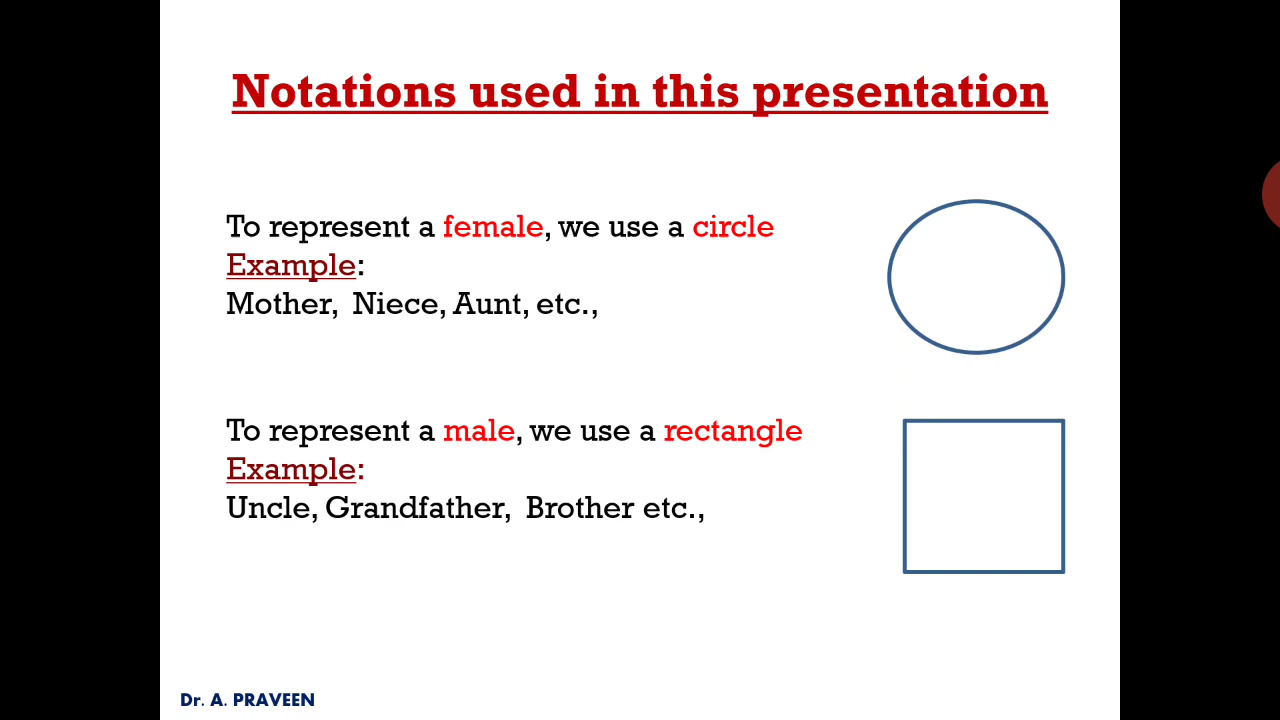 Notations used in this presentation
To represent a female, we use a circle
Example:
Mother, Niece, Aunt, etc.,
To represent a male, we use a rectangle
Example:
Uncle, Grandfather, Brother etc.,
Dr. A. PRAVEEN